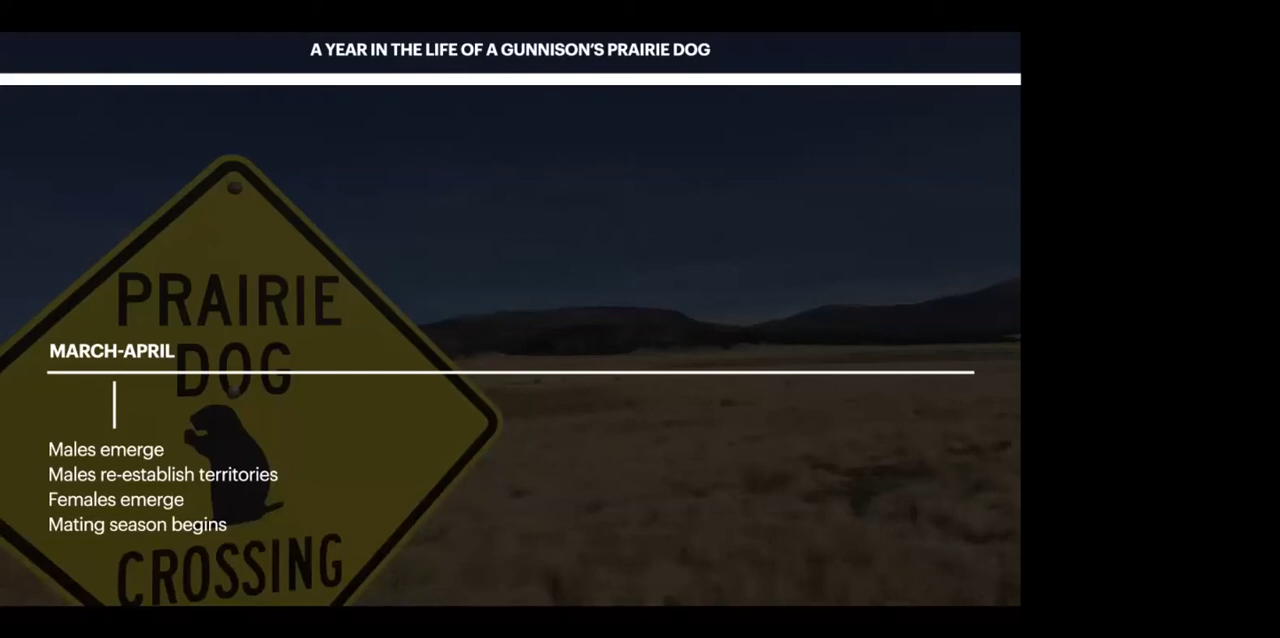 A YEAR IN THE LIFE OF A GUNNISON'S PRAIRIE DOG
PRAIRIE
DOG
CROSSING
MARCH-APRIL
Males emerge
Males re-establish territories
Females emerge
Mating season begins